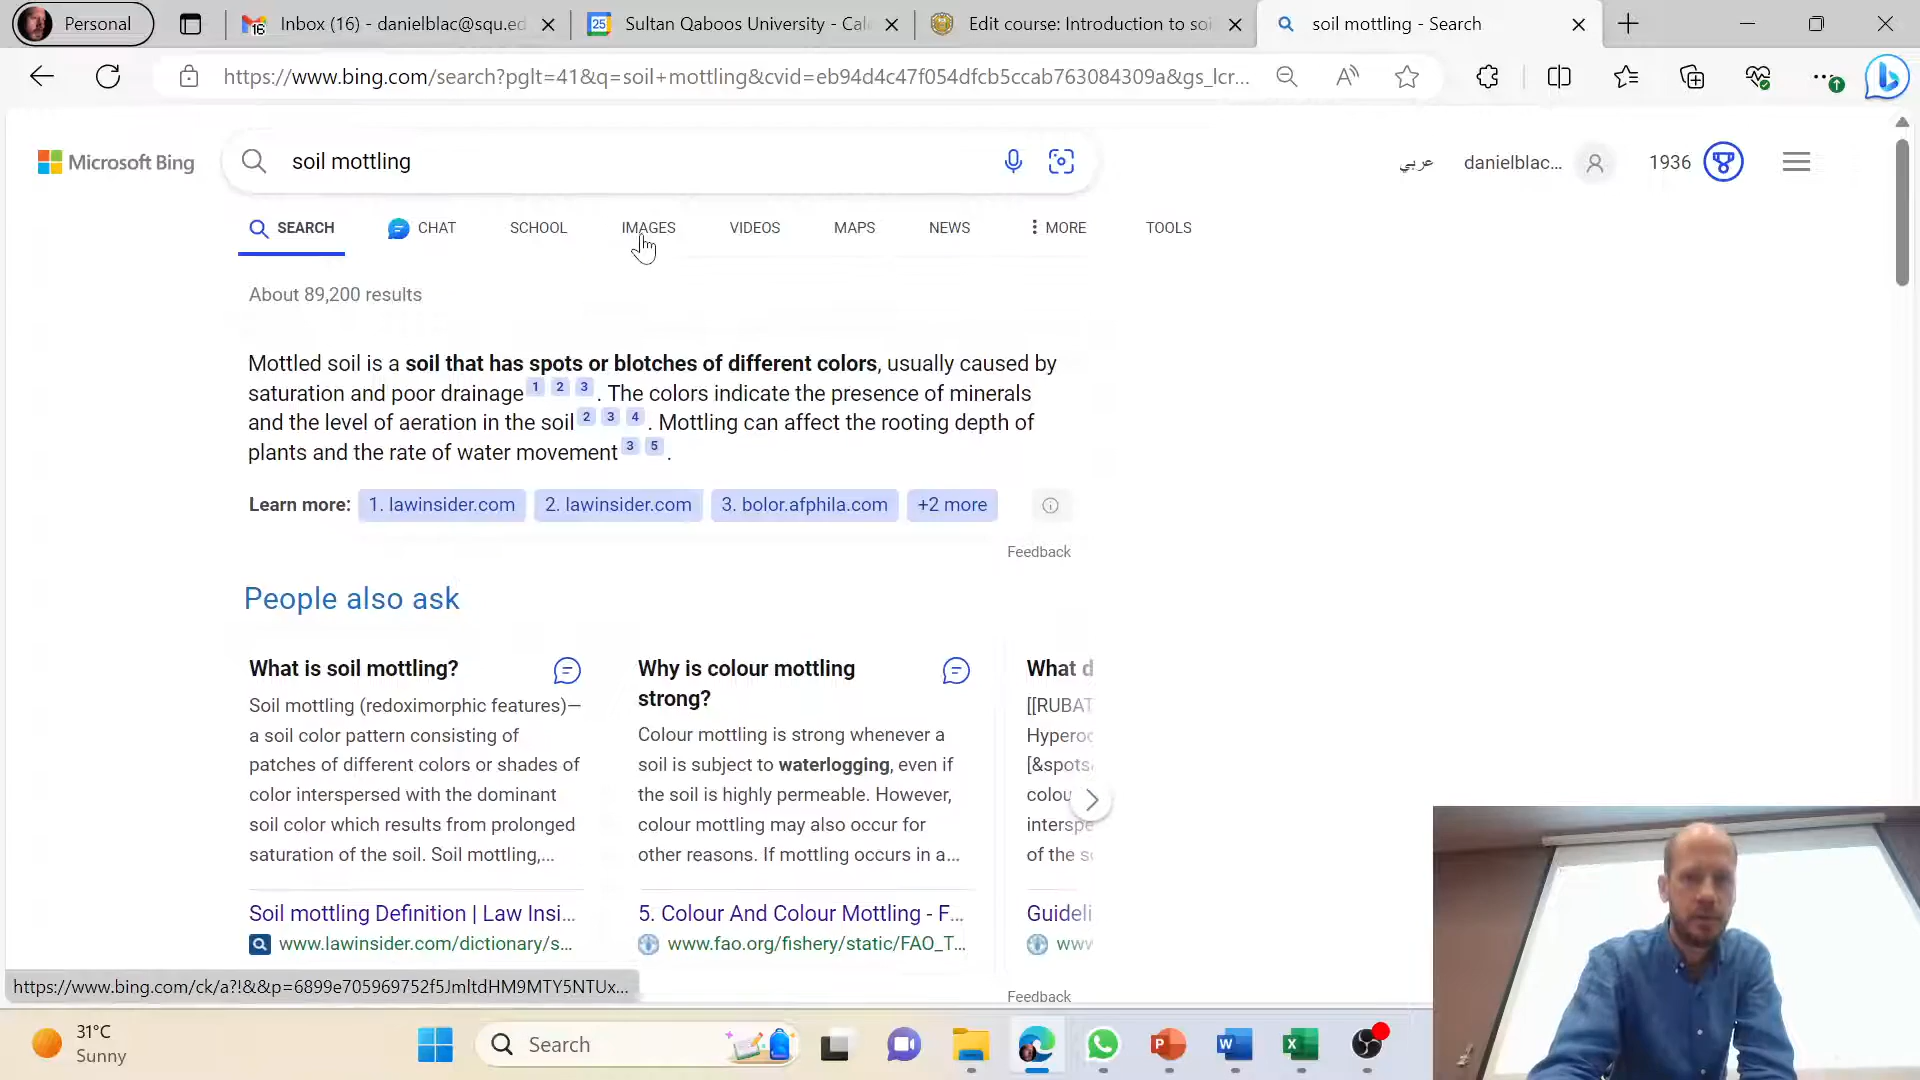 Personal
Inbox (16) - danielblac@squ.ed
Sultan Qaboos University - Cal
Edit course: Introduction to soi
soil mottling - Search
https://www.bing.com/search?pglt=41&q=soil+mottling&cvid=eb94d4c47f054dfcb5ccab763084309a&gs_lcr...
Microsoft Bing
soil mottling
عربي
danielblac...
1936
SEARCH
CHAT
SCHOOL
IMAGES
VIDEOS
MAPS
NEWS
MORE
TOOLS
About 89,200 results
Mottled soil is a soil that has spots or blotches of different colors, usually caused by
saturation and poor drainage 1 2 3 . The colors indicate the presence of minerals
and the level of aeration in the soil 2 3 4 . Mottling can affect the rooting depth of
plants and the rate of water movement 3 5 .
Learn more: 1. lawinsider.com 2. lawinsider.com 3. bolor.afphila.com +2 more
Feedback
People also ask
What is soil mottling?
Soil mottling (redoximorphic features)—
a soil color pattern consisting of
patches of different colors or shades of
color interspersed with the dominant
soil color which results from prolonged
saturation of the soil. Soil mottling,...
Soil mottling Definition | Law Insi...
www.lawinsider.com/dictionary/s...
Why is colour mottling
strong?
Colour mottling is strong whenever a
soil is subject to waterlogging, even if
the soil is highly permeable. However,
colour mottling may also occur for
other reasons. If mottling occurs in a...
5. Colour And Colour Mottling - F...
www.fao.org/fishery/static/FAO_T...
What d
[[RUBAT
Hyperoc
[&spots
colou
interspe
of the so
Guideli
www
https://www.bing.com/ck/a?!&&p=6899e705969752f5JmltdHM9MTY5NTUx...
Feedback
31°C
Sunny
Search